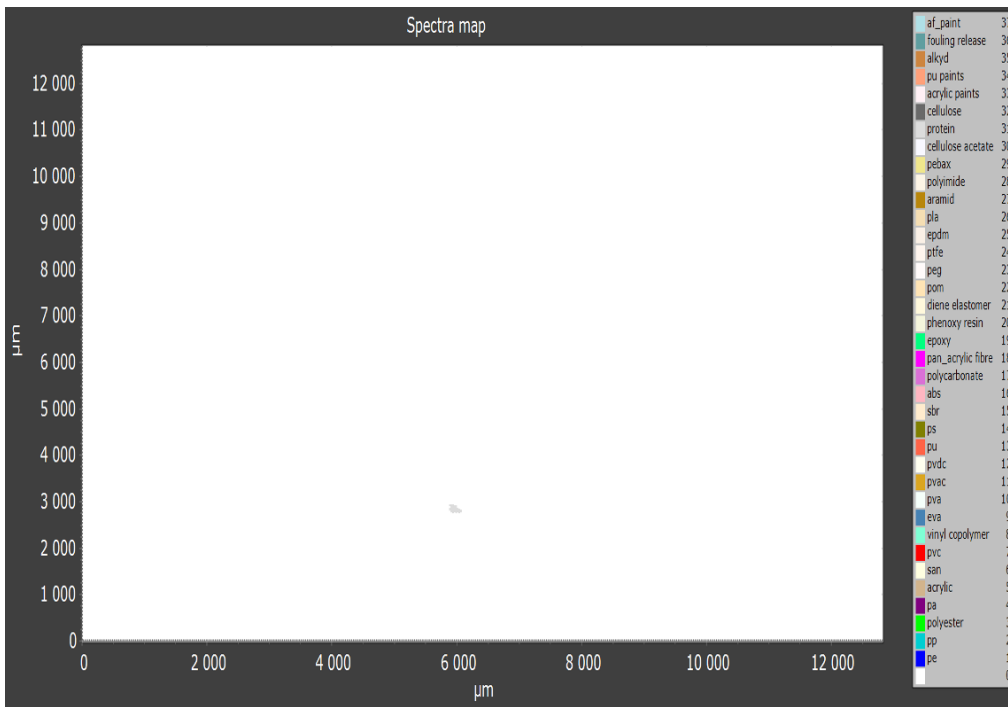 Spectra map
12 000
11 000
10 000
9 000
8 000
7 000
6 000
5 000
4 000
3 000
2 000
1 000
0
µm
0 2 000 4 000 6 000 8 000 10 000 12 000
µm
af_paint
fouling release
alkyd
pu paints
acrylic paints
cellulose
protein
cellulose acetate
pebax
polyimide
aramid
pla
epdm
ptfe
peg
pom
diene elastomer
phenoxy resin
epoxy
pan_acrylic fibre
polycarbonate
abs
sbr
ps
pu
pvdc
pvac
pva
eva
vinyl copolymer
pvc
san
acrylic
pa
polyester
pp
pe